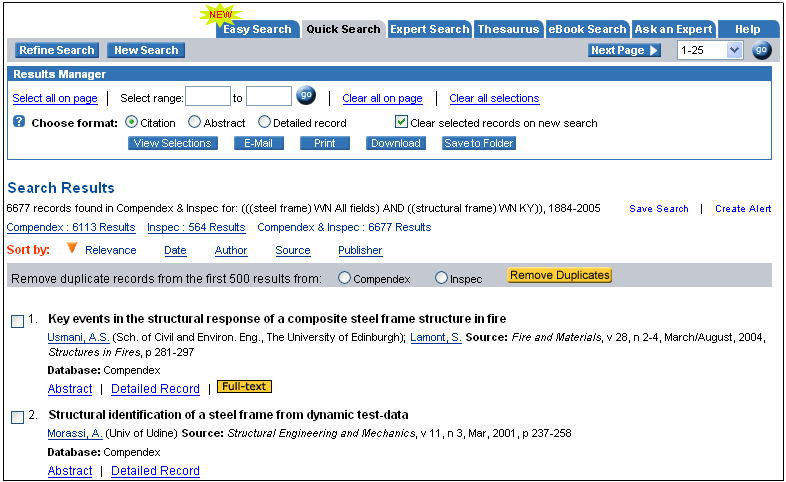 NEW
Easy Search Quick Search Expert Search Thesaurus eBook Search Ask an Expert Help
Refine Search New Search Next Page 1-25 go
Results Manager
Select all on page | Select range: to go | Clear all on page | Clear all selections
? Choose format: Citation Abstract Detailed record Clear selected records on new search
View Selections E-Mail Print Download Save to Folder
Search Results
6677 records found in Compendex & Inspec for: (((steel frame) WN All fields) AND ((structural frame) WN KY)), 1884-2005 Save Search | Create Alert
Compendex : 6113 Results Inspec : 564 Results Compendex & Inspec : 6677 Results
Sort by: Relevance Date Author Source Publisher
Remove duplicate records from the first 500 results from: Compendex Inspec Remove Duplicates
1. Key events in the structural response of a composite steel frame structure in fire
Usmani, A.S. (Sch. of Civil and Environ. Eng., The University of Edinburgh); Lamont, S. Source: Fire and Materials, v 28, n 2-4, March/August, 2004,
Structures in Fires, p 281-297
Database: Compendex
Abstract | Detailed Record | Full-text
2. Structural identification of a steel frame from dynamic test-data
Morassi, A. (Univ of Udine) Source: Structural Engineering and Mechanics, v 11, n 3, Mar, 2001, p 237-258
Database: Compendex
Abstract | Detailed Record